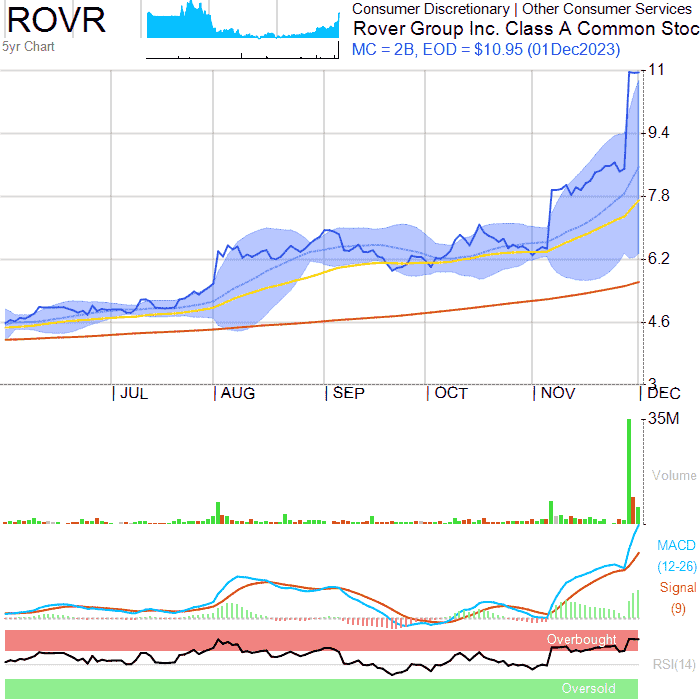 ROVR
5yr Chart
Consumer Discretionary | Other Consumer Services
Rover Group Inc. Class A Common Stoc
MC = 2B, EOD = $10.95 (01Dec2023)
11
9.4
7.8
6.2
4.6
3
JUL AUG SEP OCT NOV DEC
35M
Volume
MACD
(12-26)
Signal
(9)
Overbought
RSI(14)
Oversold